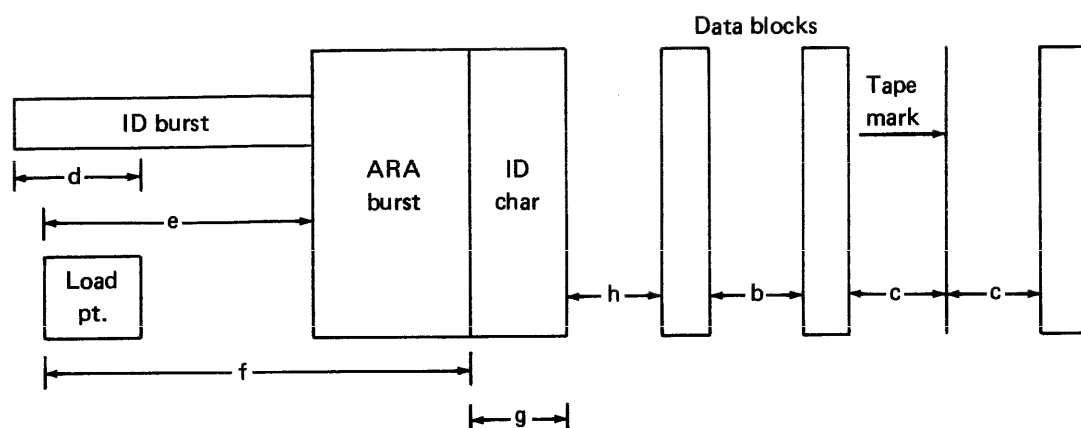 Data blocks
ID burst
Tape
mark
d
ARA
burst
ID
char
e
Load
pt.
h
b
c
c
f
g